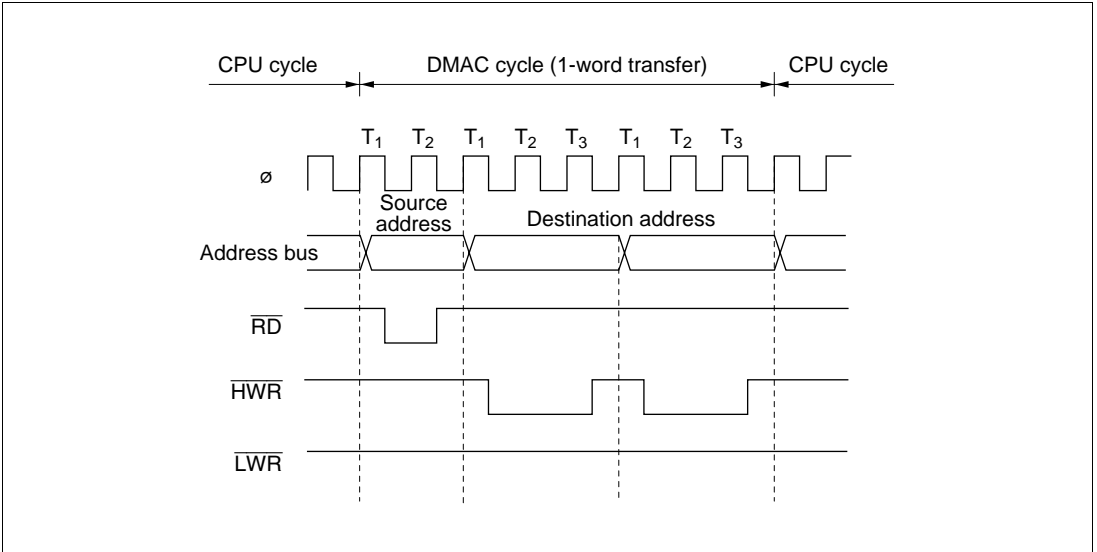 CPU cycle DMAC cycle (1-word transfer) CPU cycle
T1 T2 T1 T2 T3 T1 T2 T3
ø
Source
address
Destination address
Address bus
RD
HWR
LWR